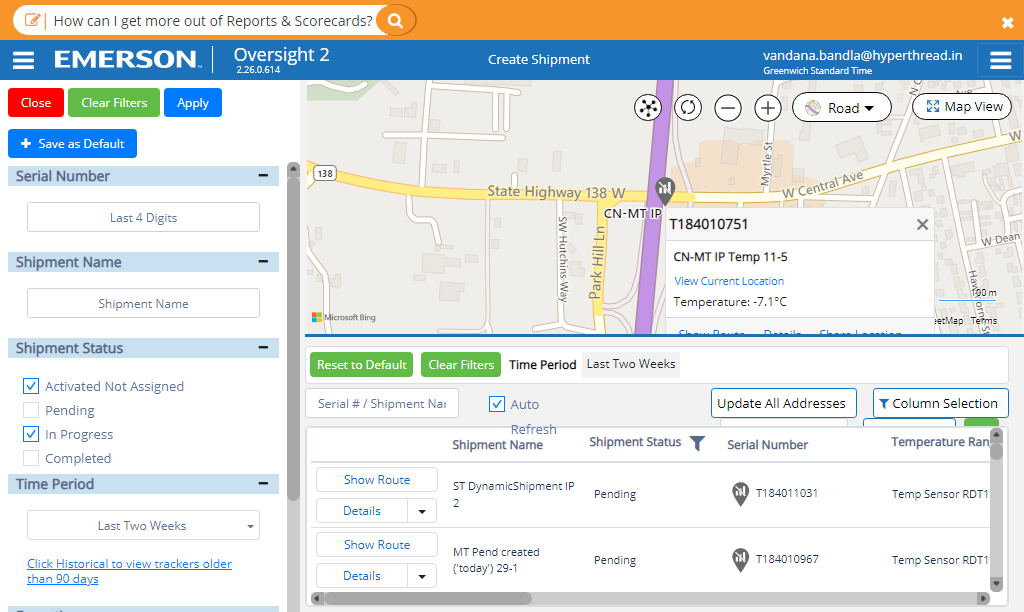 How can I get more out of Reports & Scorecards?
EMERSON
Oversight 2
2.26.0.614
Create Shipment
vandana.bandla@hyperthread.in
Greenwich Standard Time
Close
Clear Filters
Apply
Save as Default
Serial Number
Last 4 Digits
Shipment Name
Shipment Name
Shipment Status
Activated Not Assigned
Pending
In Progress
Completed
Time Period
Last Two Weeks
Click Historical to view trackers older
than 90 days
Road
Map View
138
State Highway 138 W
W Central Ave
Myrtle St
W
W Dean
SW Hutchins Way
Park Hill Ln
CN-MT IP
T184010751
CN-MT IP Temp 11-5
View Current Location
Temperature: -7.1°C
Show Route
Details
Share Location
100 m
Microsoft Bing
Terms
Reset to Default
Clear Filters
Time Period
Last Two Weeks
Serial # / Shipment Nar
Auto
Refresh
Update All Addresses
Column Selection
Shipment Name
Shipment Status
Serial Number
Temperature Ran
Show Route
Details
ST DynamicShipment IP
2
Pending
T184011031
Temp Sensor RDT1
Show Route
Details
MT Pend created
('today') 29-1
Pending
T184010967
Temp Sensor RDT1